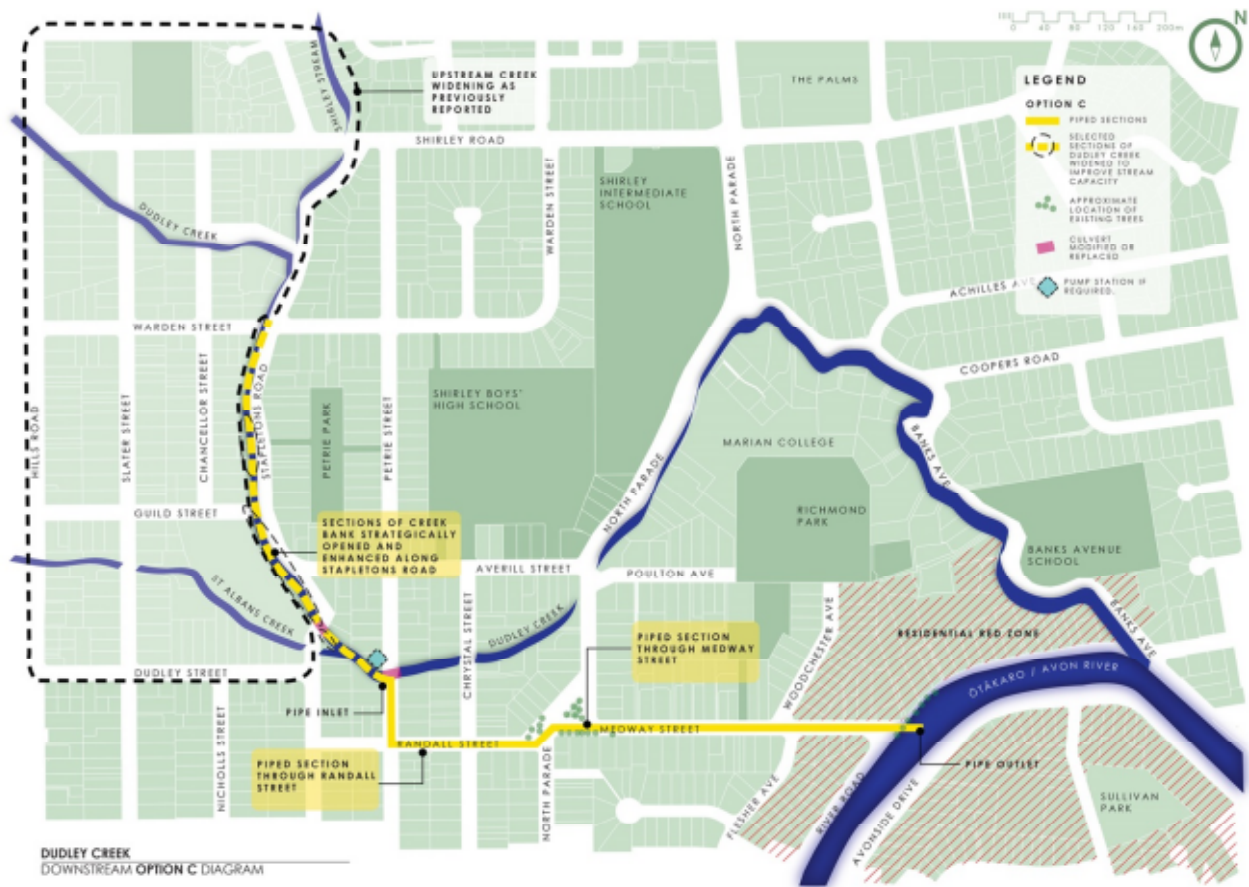 N
0 40 80 120 160 200m
LEGEND
OPTION C
PIPED SECTIONS
SELECTED
SECTIONS OF
DUDLEY CREEK
WIDENED TO
IMPROVE STREAM
CAPACITY
APPROXIMATE
LOCATION OF
EXISTING TREES
CULVERT
MODIFIED OR
REPLACED
PUMP STATION IF
REQUIRED.
UPSTREAM CREEK
WIDENING AS
PREVIOUSLY
REPORTED
SHIRLEY STREAM
THE PALMS
SHIRLEY ROAD
WARDEN STREET
SHIRLEY
INTERMEDIATE
SCHOOL
NORTH PARADE
DUDLEY CREEK
ACHILLES AVE
WARDEN STREET
COOPERS ROAD
HILLS ROAD
SLATER STREET
CHANCELLOR STREET
STAPLETONS ROAD
PETRIE PARK
PETRIE STREET
SHIRLEY BOYS'
HIGH SCHOOL
MARIAN COLLEGE
BANKS AVE
NORTH PARADE
RICHMOND
PARK
GUILD STREET
SECTIONS OF CREEK
BANK STRATEGICALLY
OPENED AND
ENHANCED ALONG
STAPLETONS ROAD
BANKS AVENUE
SCHOOL
AVERILL STREET
POULTON AVE
ST ALBANS CREEK
CHRYSTAL STREET
DUDLEY CREEK
WOODCHESTER AVE
RESIDENTIAL RED ZONE
BANKS AVE
PIPED SECTION
THROUGH MEDWAY
STREET
DUDLEY STREET
ŌTĀKARO / AVON RIVER
PIPE INLET
NICHOLLS STREET
RANDALL STREET
MEDWAY STREET
PIPE OUTLET
PIPED SECTION
THROUGH RANDALL
STREET
NORTH PARADE
FLESHER AVE
RIVER ROAD
AVONSIDE DRIVE
SULLIVAN
PARK
DUDLEY CREEK
DOWNSTREAM OPTION C DIAGRAM